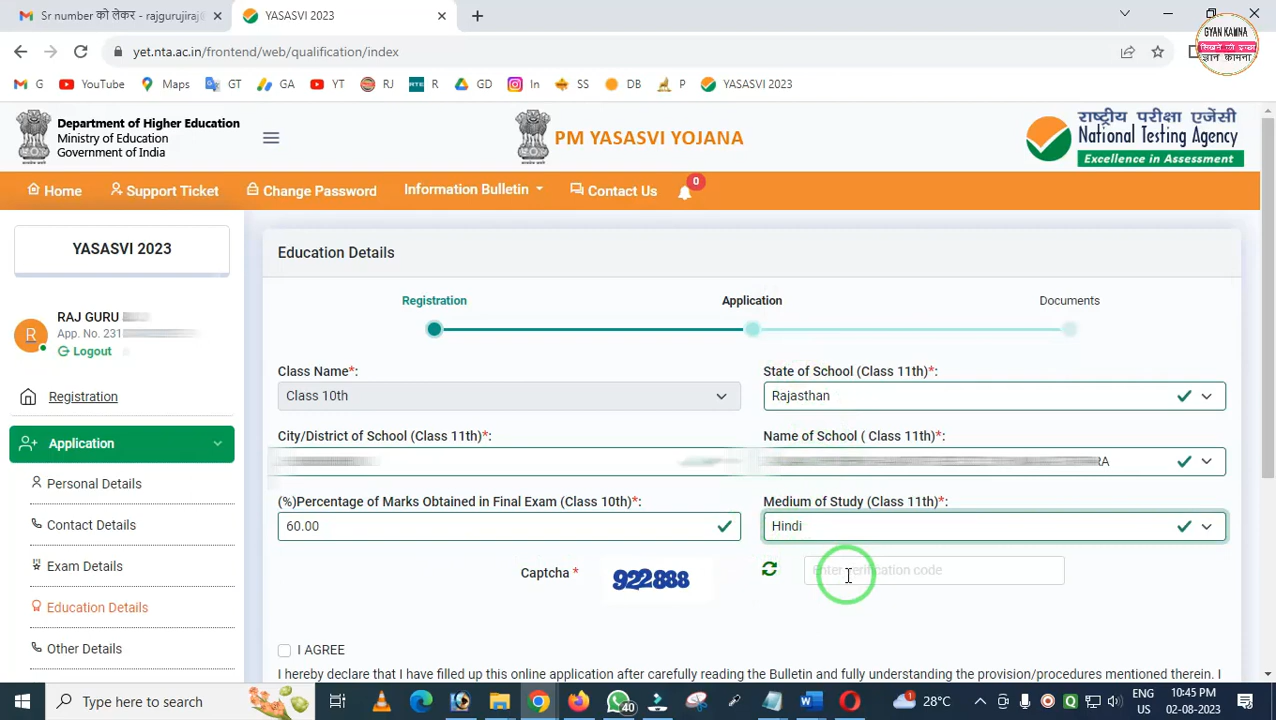 Sr number को लेकर - rajgurujiraj@
YASASVI 2023
GYAN KAMNA
ज्ञान कामना
yet.nta.ac.in/frontend/web/qualification/index
G YouTube Maps GT GA YT RJ R GD In SS DB P YASASVI 2023
Department of Higher Education
Ministry of Education
Government of India
PM YASASVI YOJANA
राष्ट्रीय परीक्षा एजेंसी
National Testing Agency
Excellence in Assessment
Home Support Ticket Change Password Information Bulletin Contact Us 0
YASASVI 2023
RAJ GURU
App. No. 231
Logout
R
Registration
Application
Personal Details
Contact Details
Exam Details
Education Details
Other Details
Education Details
Registration Application Documents
Class Name*: State of School (Class 11th)*:
Class 10th Rajasthan
City/District of School (Class 11th)*: Name of School ( Class 11th)*:
RA
(%)Percentage of Marks Obtained in Final Exam (Class 10th)*: Medium of Study (Class 11th)*:
60.00 Hindi
Captcha * 922888 Enter verification code
I AGREE
I hereby declare that I have filled up this online application after carefully reading the Bulletin and fully understanding the provision/procedures mentioned therein. I
Type here to search
40
28°C
ENG
US
10:45 PM
02-08-2023